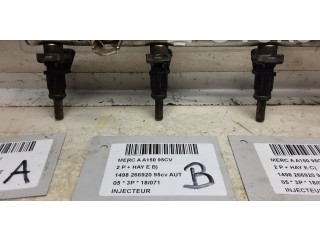 A
MERC A A150 95CV
2 P + HAY E B)
1498 266920 95cv AUT
05 * 3P * 18/071
INJECTEUR
B
MERC A A150 95CV
2 P + HAY E C)
1498 266920 95
05 * 3P * 18/071
INJECTEUR